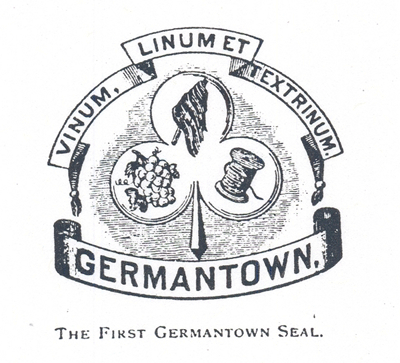 VINUM, LINUM ET TEXTRINUM.
GERMANTOWN.
THE FIRST GERMANTOWN SEAL.